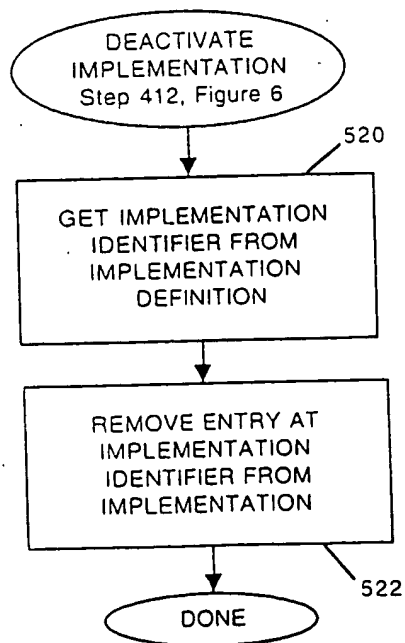 DEACTIVATE
IMPLEMENTATION
Step 412, Figure 6
520
GET IMPLEMENTATION
IDENTIFIER FROM
IMPLEMENTATION
DEFINITION
REMOVE ENTRY AT
IMPLEMENTATION
IDENTIFIER FROM
IMPLEMENTATION
522
DONE